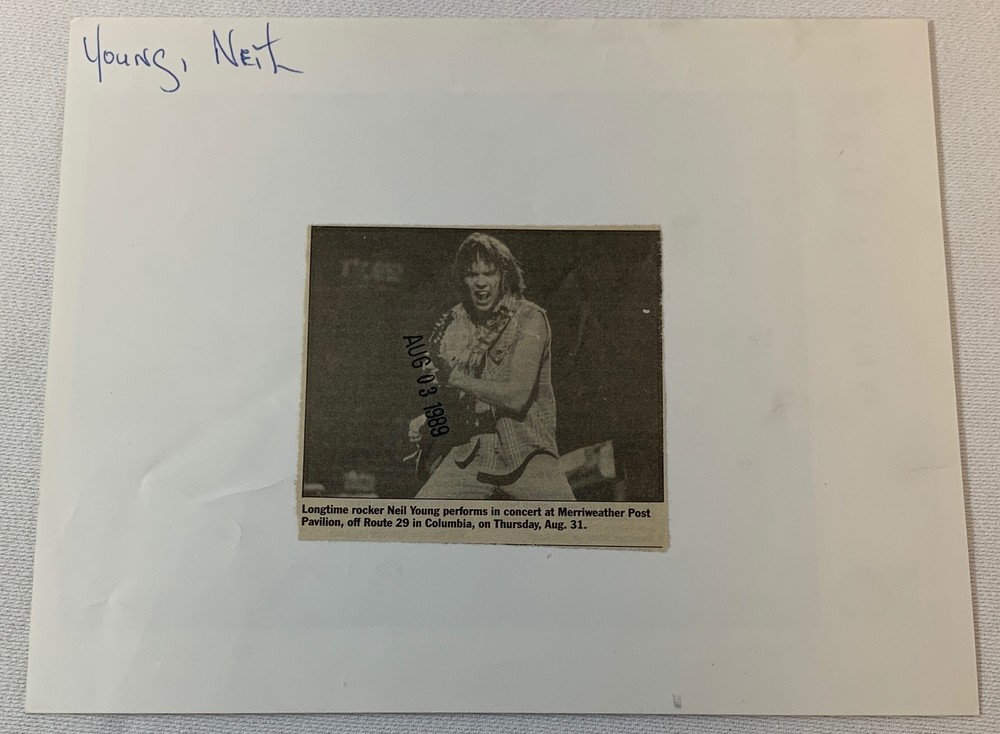 Young, Neil
AUG 03 1989
Longtime rocker Neil Young performs in concert at Merriweather Post
Pavilion, off Route 29 in Columbia, on Thursday, Aug. 31.